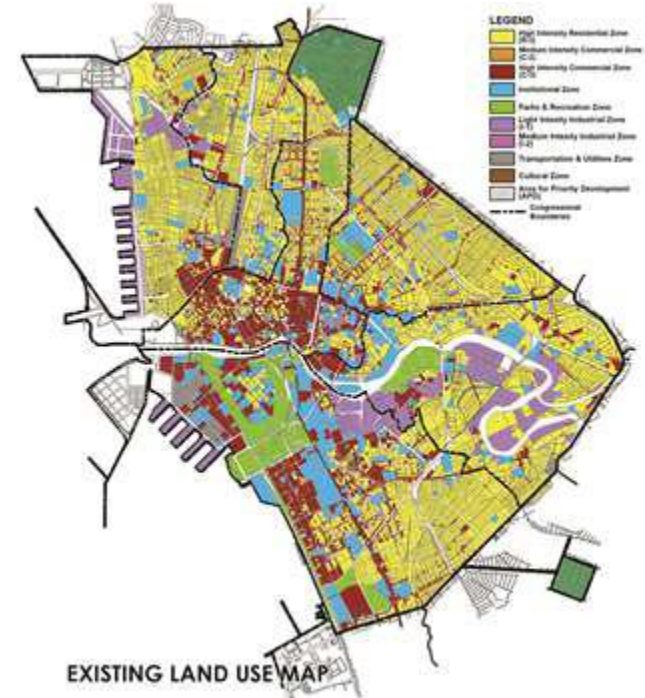 LEGEND
High Intensity Residential Zone
(R-3)
Medium Intensity Commercial Zone
(C-2)
High Intensity Commercial Zone
(C-3)
Institutional Zone
Parks & Recreation Zone
Light Intensity Industrial Zone
(I-1)
Medium Intensity Industrial Zone
(I-2)
Transportation & Utilities Zone
Cultural Zone
Area for Priority Development
(APD)
Congressional
Boundaries
EXISTING LAND USE MAP